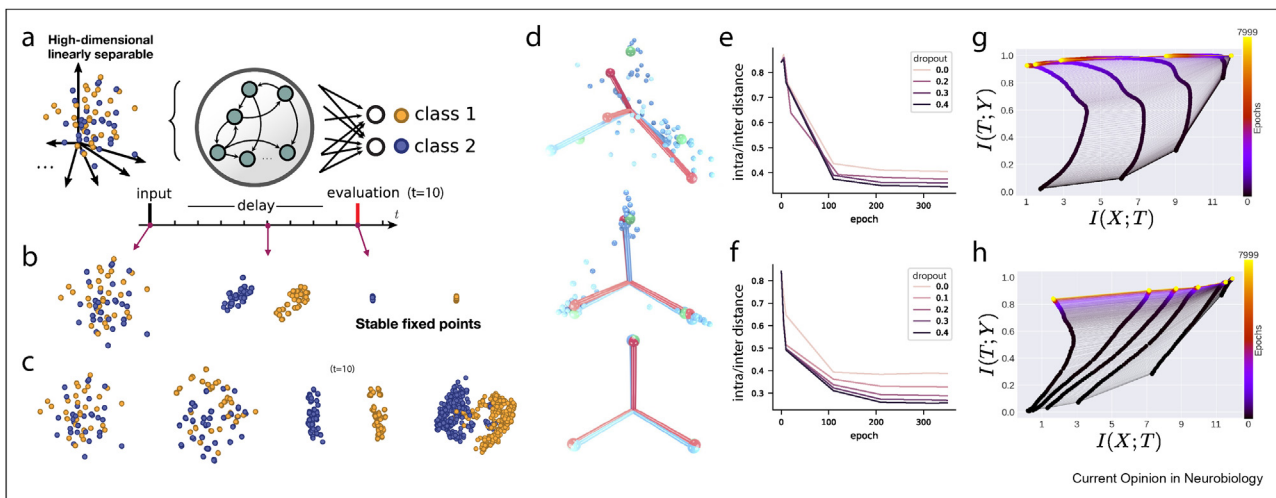 a
High-dimensional
linearly separable
...
...
class 1
class 2
input
delay
evaluation (t=10)
t
b
Stable fixed points
c
(t=10)
d
e
intra/inter distance
0.8
0.7
0.6
0.5
0.4
0 100 200 300
epoch
dropout
0.0
0.2
0.3
0.4
f
intra/inter distance
0.8
0.7
0.6
0.5
0.4
0.3
0 100 200 300
epoch
dropout
0.0
0.1
0.2
0.3
0.4
g
I(T;Y)
1.0
0.8
0.6
0.4
0.2
0.0
1 3 5 7 9 11
I(X;T)
7999
Epochs
0
h
I(T;Y)
1.0
0.8
0.6
0.4
0.2
0.0
1 3 5 7 9 11
I(X;T)
7999
Epochs
0
Current Opinion in Neurobiology